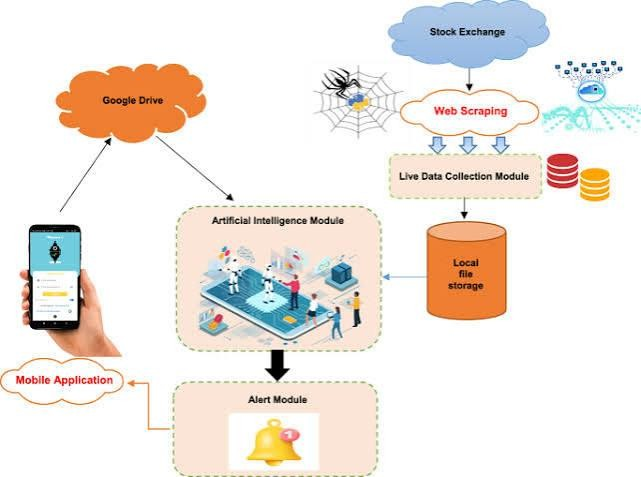 Stock Exchange
Google Drive
Web Scraping
Live Data Collection Module
Artificial Intelligence Module
Local
file
storage
Mobile Application
Alert Module
1